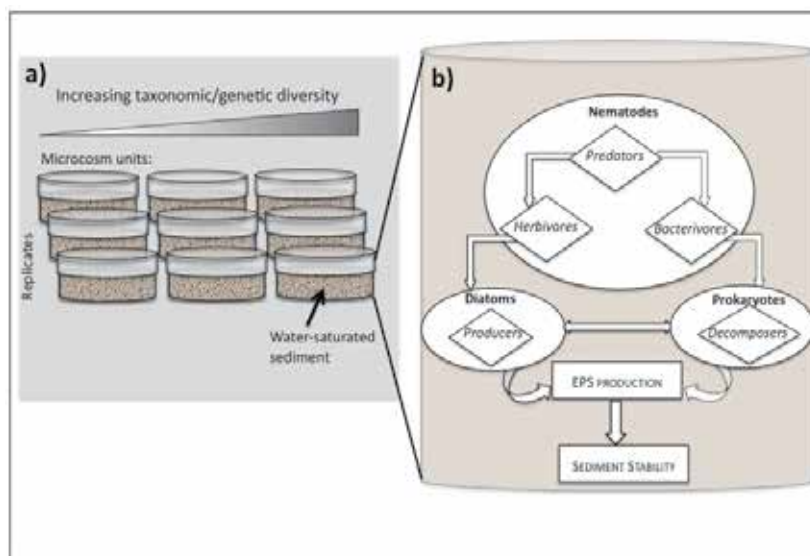 a)
Increasing taxonomic/genetic diversity
Microcosm units:
Replicates
Water-saturated
sediment
b)
Nematodes
Predators
Herbivores
Bacterivores
Diatoms
Prokaryotes
Producers
Decomposers
EPS PRODUCTION
SEDIMENT STABILITY